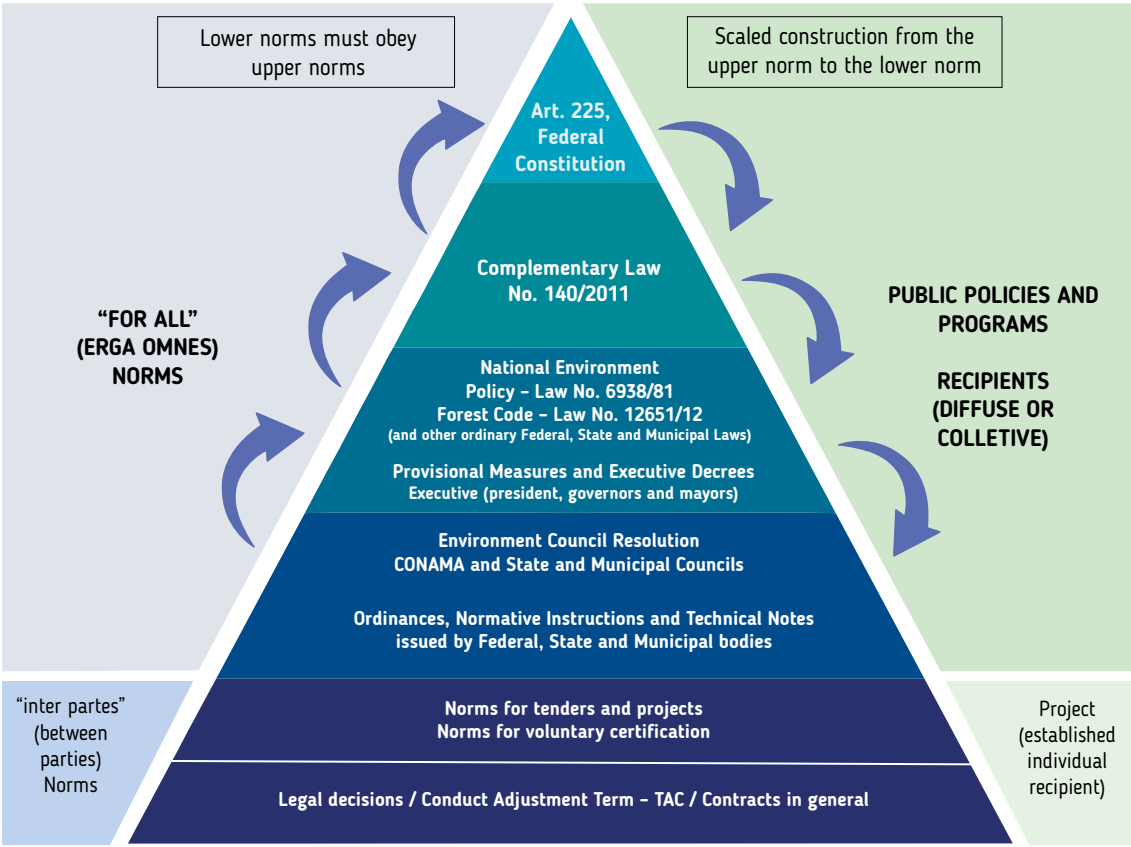 Lower norms must obey
upper norms
Scaled construction from the
upper norm to the lower norm
Art. 225,
Federal
Constitution
Complementary Law
No. 140/2011
“FOR ALL”
(ERGA OMNES)
NORMS
PUBLIC POLICIES AND
PROGRAMS
RECIPIENTS
(DIFFUSE OR
COLLETIVE)
National Environment
Policy – Law No. 6938/81
Forest Code – Law No. 12651/12
(and other ordinary Federal, State and Municipal Laws)
Provisional Measures and Executive Decrees
Executive (president, governors and mayors)
Environment Council Resolution
CONAMA and State and Municipal Councils
Ordinances, Normative Instructions and Technical Notes
issued by Federal, State and Municipal bodies
“inter partes”
(between
parties)
Norms
Norms for tenders and projects
Norms for voluntary certification
Project
(established
individual
recipient)
Legal decisions / Conduct Adjustment Term – TAC / Contracts in general